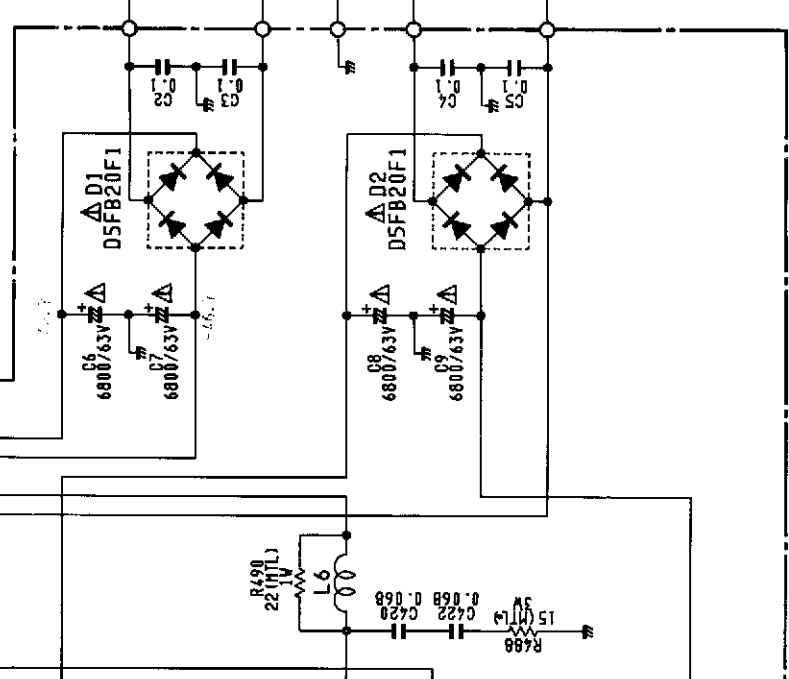 0.1
C2
0.1
C3
0.1
C4
0.1
C5
D1
D5FB20F1
D2
D5FB20F1
+
C6
6800/63V
+
C7
6800/63V
+
C8
6800/63V
+
C9
6800/63V
R490
22(MTL)
1W
L6
0.068
C420
0.068
C422
3W
15(MTL)
R488